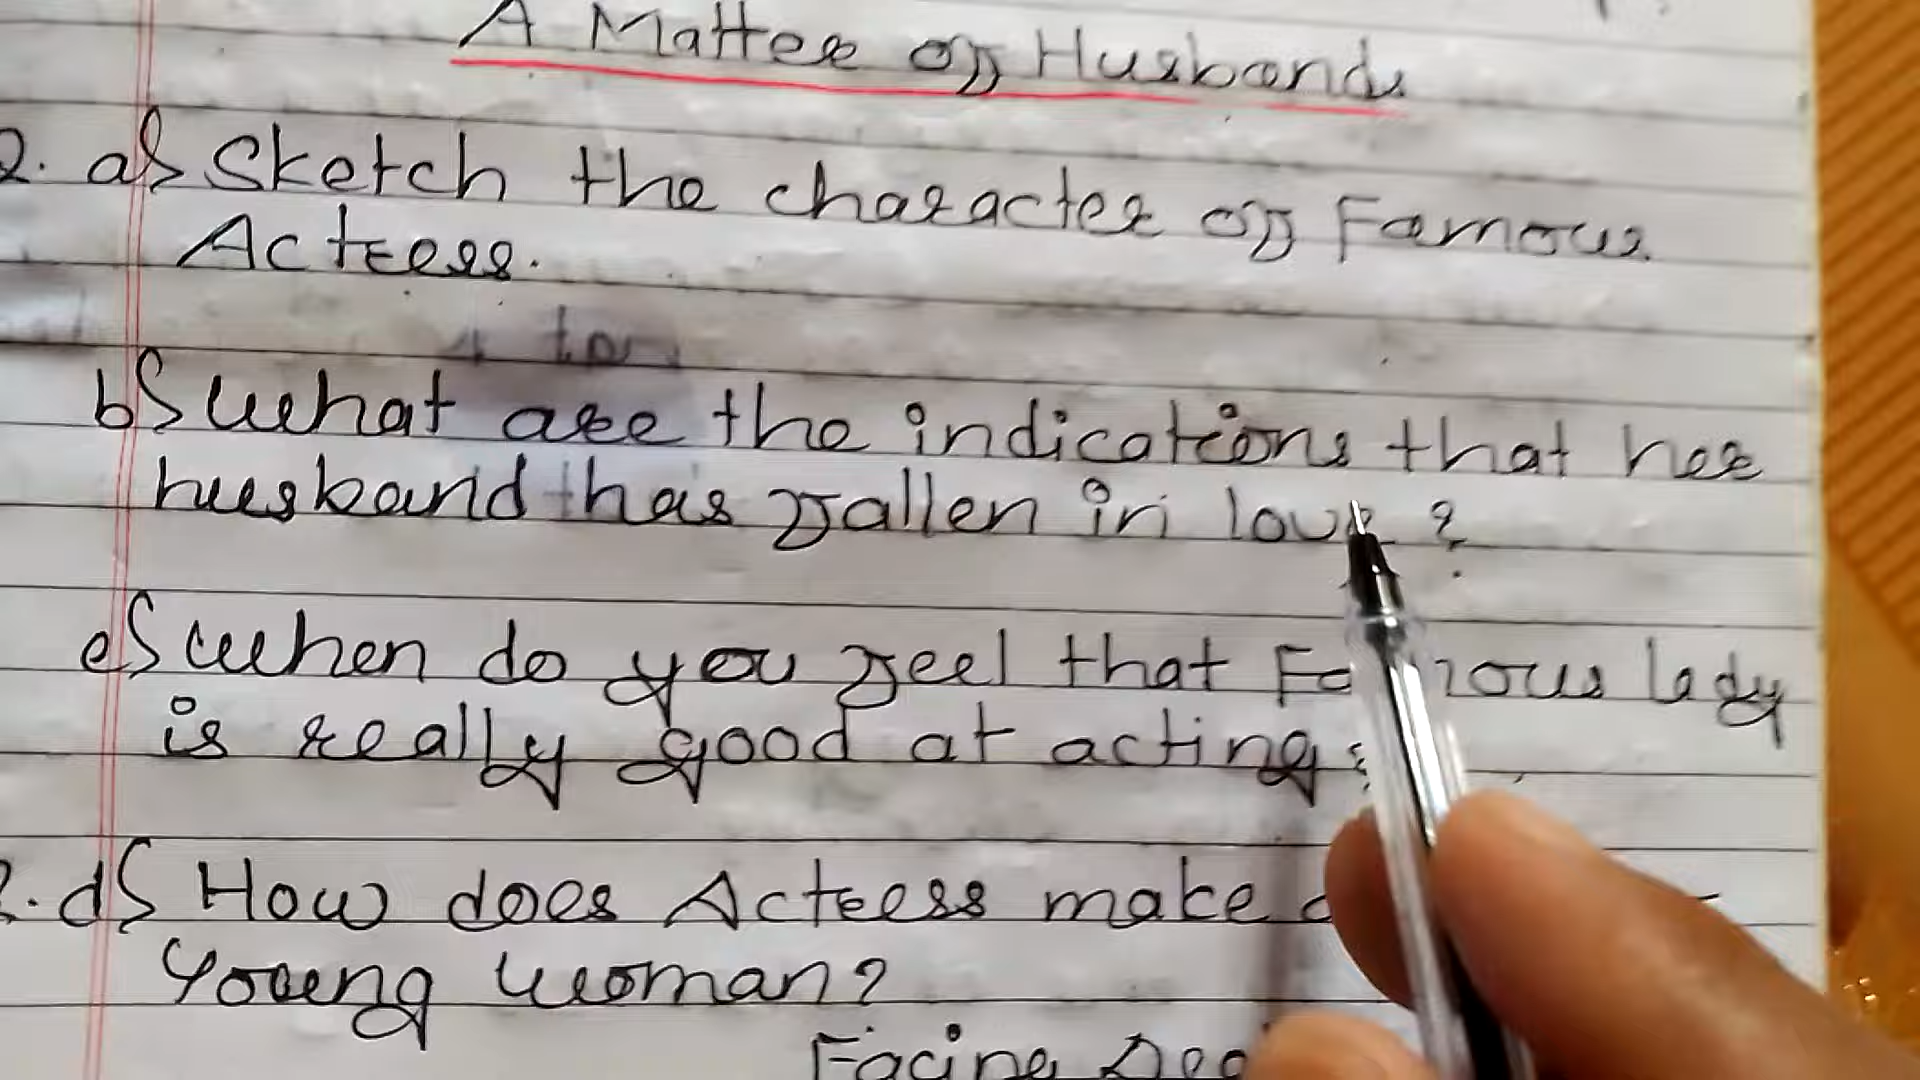 A Matter of Husbands
2. a) Sketch the character of Famous
Actress.
b) What are the indications that her
husband has fallen in love?
c) When do you feel that Famous lady
is really good at acting?
d) How does Actress make
Young Woman?
Facing